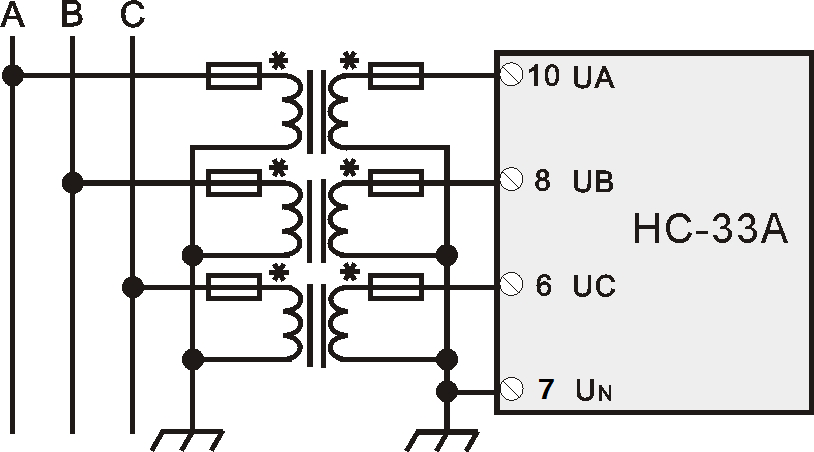 A B C
* *
10 UA
* *
8 UB
HC-33A
* *
6 UC
7 UN